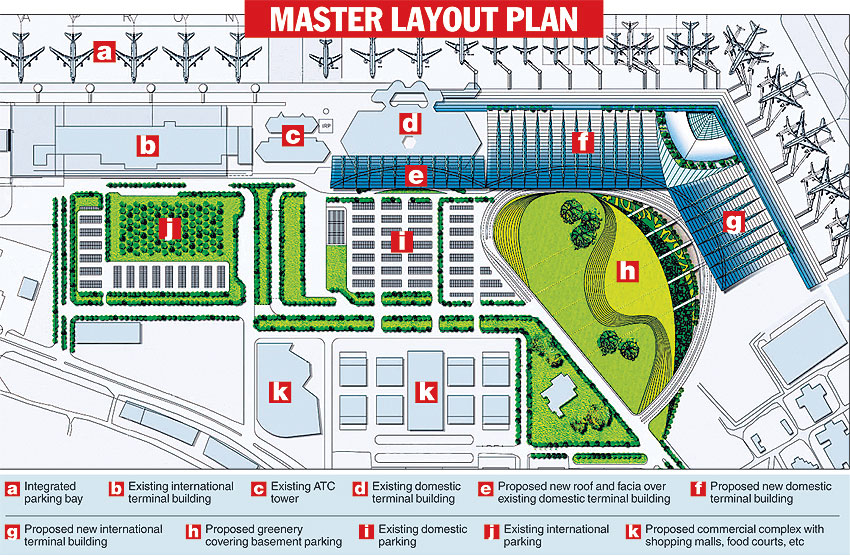 MASTER LAYOUT PLAN
a
b
c
IRP
d
e
f
g
h
i
j
k
k
a Integrated
parking bay
b Existing international
terminal building
c Existing ATC
tower
d Existing domestic
terminal building
e Proposed new roof and facia over
existing domestic terminal building
f Proposed new domestic
terminal building
g Proposed new international
terminal building
h Proposed greenery
covering basement parking
i Existing domestic
parking
j Existing international
parking
k Proposed commercial complex with
shopping malls, food courts, etc